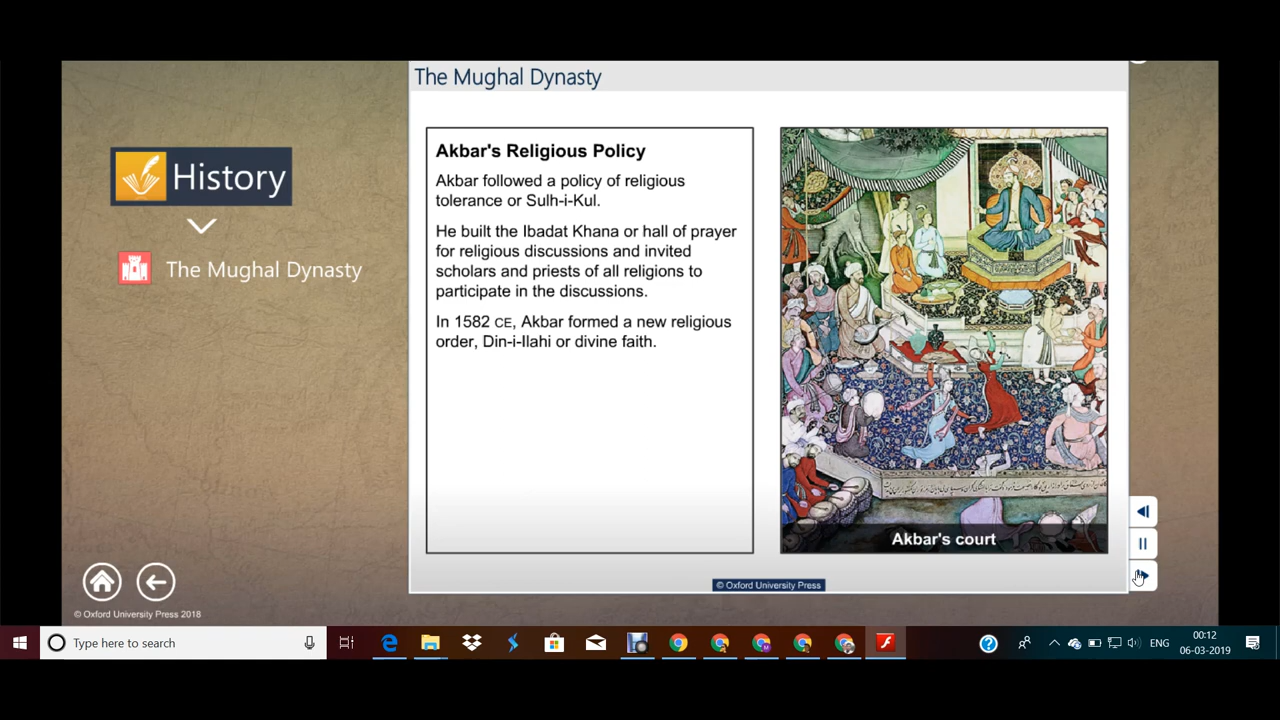 The Mughal Dynasty
History
The Mughal Dynasty
Akbar's Religious Policy
Akbar followed a policy of religious
tolerance or Sulh-i-Kul.
He built the Ibadat Khana or hall of prayer
for religious discussions and invited
scholars and priests of all religions to
participate in the discussions.
In 1582 CE, Akbar formed a new religious
order, Din-i-Ilahi or divine faith.
Akbar's court
© Oxford University Press
© Oxford University Press 2018
Type here to search
ENG
00:12
06-03-2019